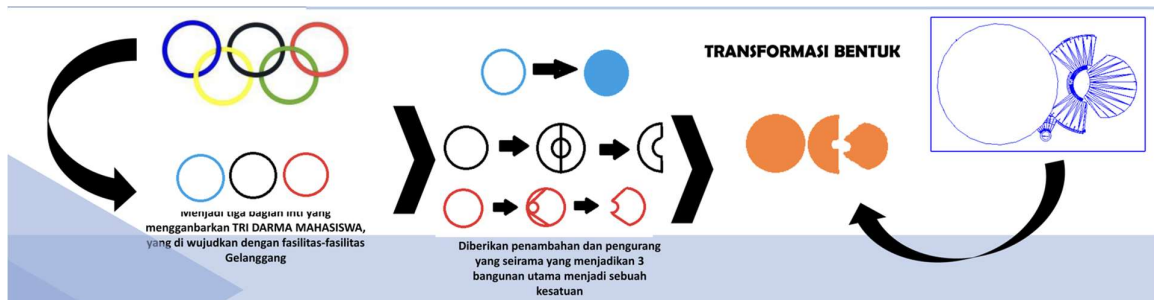 TRANSFORMASI BENTUK
Menjadi tiga bagian inti yang
mengganbarkan TRI DARMA MAHASISWA,
yang di wujudkan dengan fasilitas-fasilitas
Gelanggang
Diberikan penambahan dan pengurang
yang seirama yang menjadikan 3
bangunan utama menjadi sebuah
kesatuan